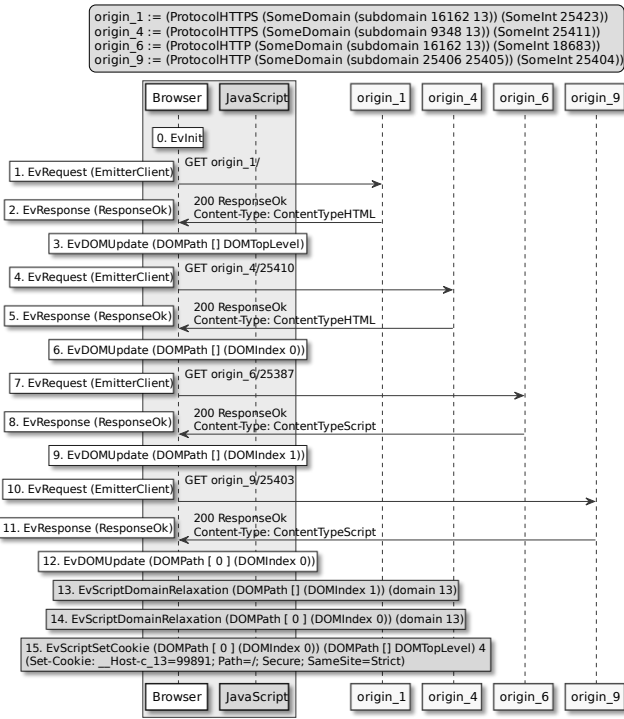 origin_1 := (ProtocolHTTPS (SomeDomain (subdomain 16162 13)) (SomeInt 25423))
origin_4 := (ProtocolHTTPS (SomeDomain (subdomain 9348 13)) (SomeInt 25411))
origin_6 := (ProtocolHTTP (SomeDomain (subdomain 16162 13)) (SomeInt 18683))
origin_9 := (ProtocolHTTP (SomeDomain (subdomain 25406 25405)) (SomeInt 25404))
Browser JavaScript origin_1 origin_4 origin_6 origin_9
0. EvInit
GET origin_1/
1. EvRequest (EmitterClient)
200 ResponseOk
2. EvResponse (ResponseOk)
Content-Type: ContentTypeHTML
3. EvDOMUpdate (DOMPath [] DOMTopLevel)
GET origin_4/25410
4. EvRequest (EmitterClient)
200 ResponseOk
5. EvResponse (ResponseOk)
Content-Type: ContentTypeHTML
6. EvDOMUpdate (DOMPath [] (DOMIndex 0))
GET origin_6/25387
7. EvRequest (EmitterClient)
200 ResponseOk
8. EvResponse (ResponseOk)
Content-Type: ContentTypeScript
9. EvDOMUpdate (DOMPath [] (DOMIndex 1))
GET origin_9/25403
10. EvRequest (EmitterClient)
200 ResponseOk
11. EvResponse (ResponseOk)
Content-Type: ContentTypeScript
12. EvDOMUpdate (DOMPath [ 0 ] (DOMIndex 0))
13. EvScriptDomainRelaxation (DOMPath [] (DOMIndex 1)) (domain 13)
14. EvScriptDomainRelaxation (DOMPath [ 0 ] (DOMIndex 0)) (domain 13)
15. EvScriptSetCookie (DOMPath [ 0 ] (DOMIndex 0)) (DOMPath [] DOMTopLevel) 4
(Set-Cookie: __Host-c_13=99891; Path=/; Secure; SameSite=Strict)
Browser JavaScript origin_1 origin_4 origin_6 origin_9